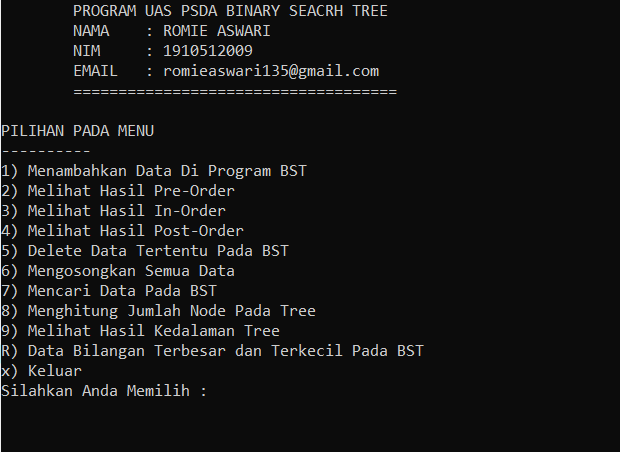 PROGRAM UAS PSDA BINARY SEACRH TREE
NAMA : ROMIE ASWARI
NIM : 1910512009
EMAIL : romieaswari135@gmail.com
====================================
PILIHAN PADA MENU
----------
1) Menambahkan Data Di Program BST
2) Melihat Hasil Pre-Order
3) Melihat Hasil In-Order
4) Melihat Hasil Post-Order
5) Delete Data Tertentu Pada BST
6) Mengosongkan Semua Data
7) Mencari Data Pada BST
8) Menghitung Jumlah Node Pada Tree
9) Melihat Hasil Kedalaman Tree
R) Data Bilangan Terbesar dan Terkecil Pada BST
x) Keluar
Silahkan Anda Memilih :